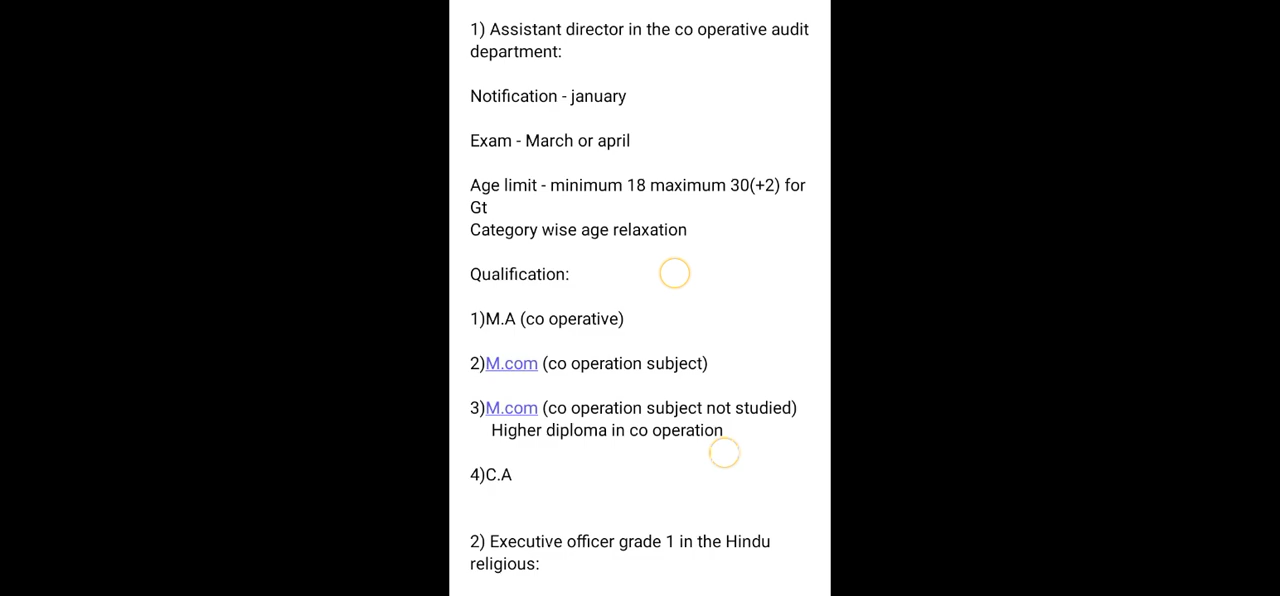 1) Assistant director in the co operative audit
department:
Notification - january
Exam - March or april
Age limit - minimum 18 maximum 30(+2) for
Gt
Category wise age relaxation
Qualification:
1)M.A (co operative)
2)M.com (co operation subject)
3)M.com (co operation subject not studied)
Higher diploma in co operation
4)C.A
2) Executive officer grade 1 in the Hindu
religious: